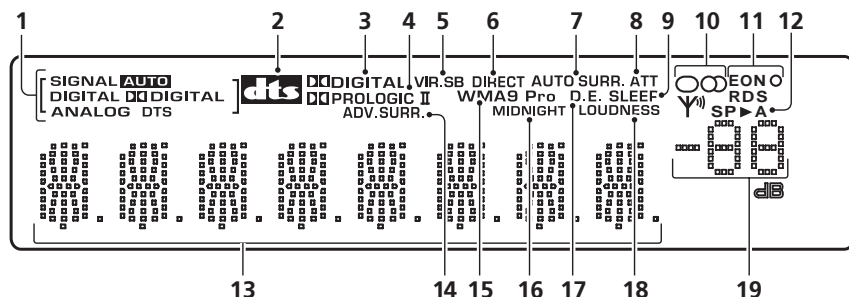 1 2 3 4 5 6 7 8 9 10 11 12
SIGNAL AUTO dts DIGITAL VIR.SB DIRECT AUTO SURR. ATT EON
DIGITAL DIGITAL PROLOGIC II WMA9 Pro D.E. SLEEP RDS
ANALOG DTS ADV.SURR. MIDNIGHT LOUDNESS SP►A
dB
13 14 15 16 17 18 19